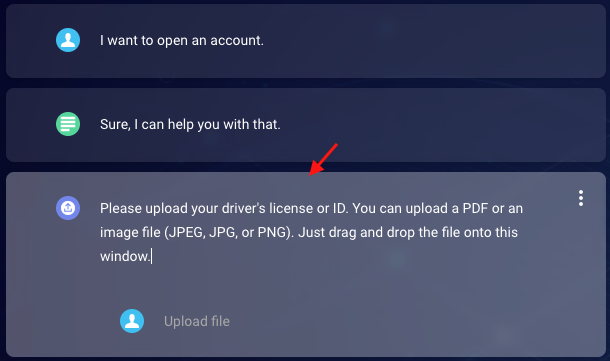 I want to open an account.
Sure, I can help you with that.
Please upload your driver's license or ID. You can upload a PDF or an
image file (JPEG, JPG, or PNG). Just drag and drop the file onto this
window.
Upload file